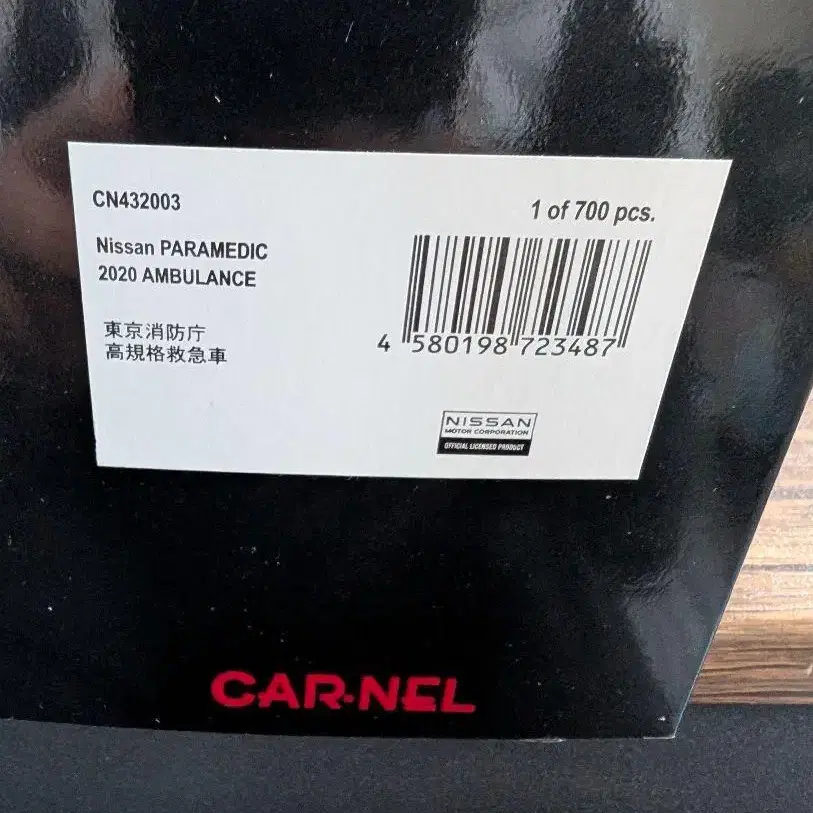 CN432003
1 of 700 pcs.
Nissan PARAMEDIC
2020 AMBULANCE
東京消防庁
高規格救急車
4 580198 723487
NISSAN
MOTOR CORPORATION
OFFICIAL LICENSED PRODUCT
CAR-NEL